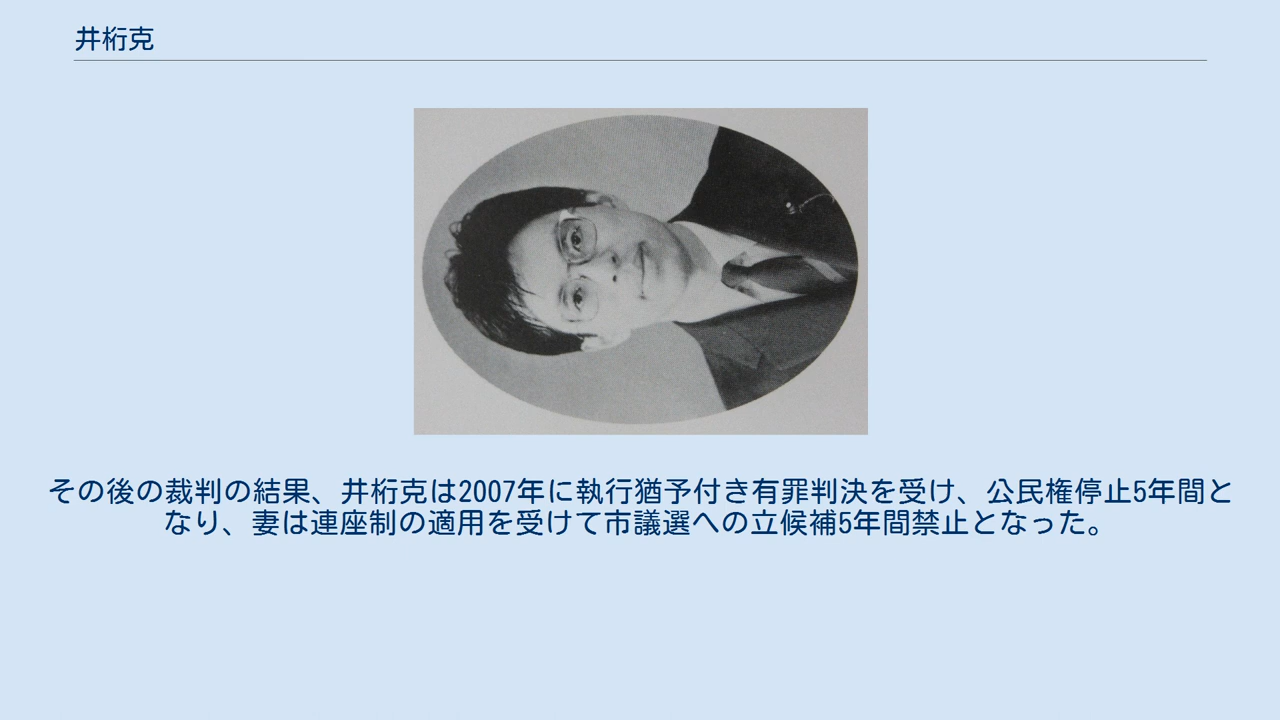 井桁克
その後の裁判の結果、井桁克は2007年に執行猶予付き有罪判決を受け、公民権停止5年間と
なり、妻は連座制の適用を受けて市議選への立候補5年間禁止となった。